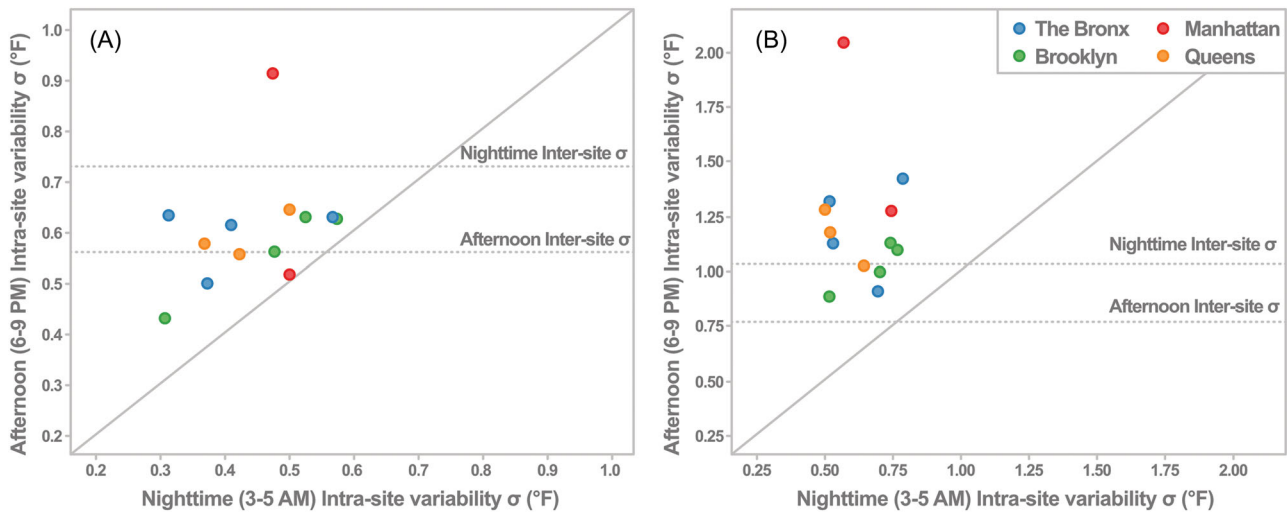 (A)
Afternoon (6-9 PM) Intra-site variability σ (°F)
1.0
0.9
0.8
0.7
0.6
0.5
0.4
0.3
0.2
Nighttime Inter-site σ
Afternoon Inter-site σ
0.2 0.3 0.4 0.5 0.6 0.7 0.8 0.9 1.0
Nighttime (3-5 AM) Intra-site variability σ (°F)
(B)
The Bronx Manhattan
Brooklyn Queens
Afternoon (6-9 PM) Intra-site variability σ (°F)
2.00
1.75
1.50
1.25
1.00
0.75
0.50
0.25
Nighttime Inter-site σ
Afternoon Inter-site σ
0.25 0.50 0.75 1.00 1.25 1.50 1.75 2.00
Nighttime (3-5 AM) Intra-site variability σ (°F)